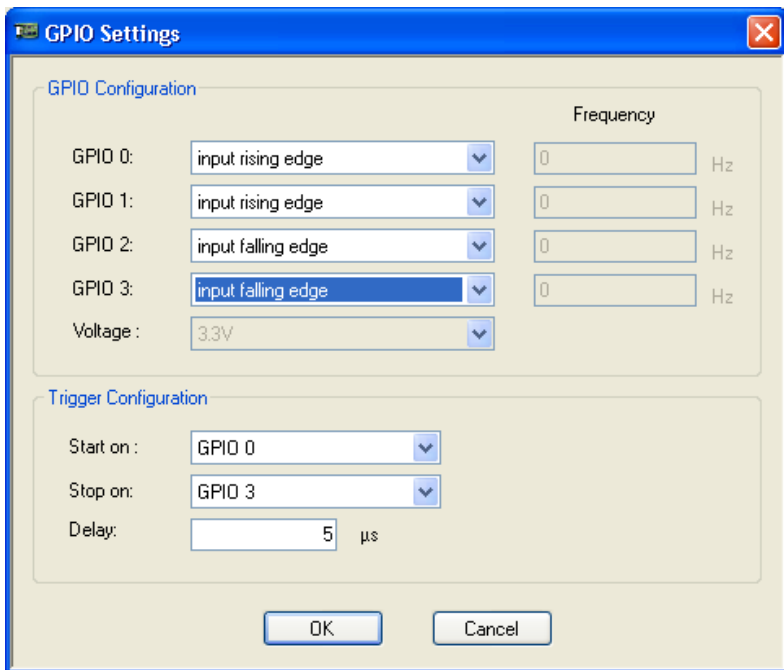 GPIO Settings
GPIO Configuration
Frequency
GPIO 0: input rising edge 0 Hz
GPIO 1: input rising edge 0 Hz
GPIO 2: input falling edge 0 Hz
GPIO 3: input falling edge 0 Hz
Voltage : 3.3V
Trigger Configuration
Start on : GPIO 0
Stop on: GPIO 3
Delay: 5 µs
OK Cancel